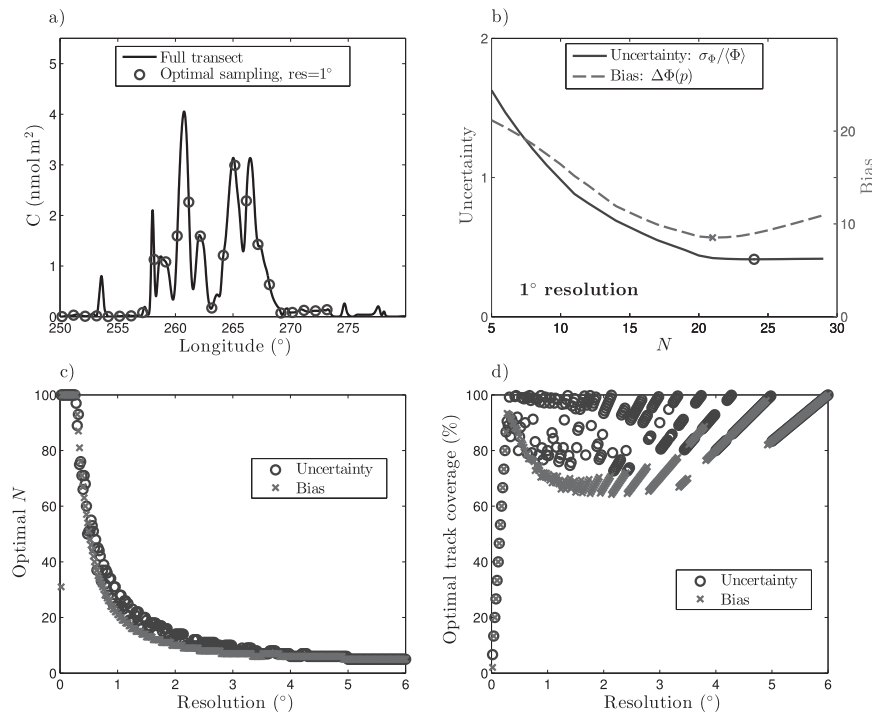 a)
Full transect
Optimal sampling, res=1°
C (nmol m²)
5
4
3
2
1
0
250 255 260 265 270 275
Longitude (°)
b)
Uncertainty: σ_Φ/⟨Φ⟩
Bias: ΔΦ(p)
Uncertainty
2
1
0
Bias
20
10
0
1° resolution
5 10 15 20 25 30
N
c)
Uncertainty
Bias
Optimal N
100
80
60
40
20
0
0 1 2 3 4 5 6
Resolution (°)
d)
Uncertainty
Bias
Optimal track coverage (%)
100
80
60
40
20
0
0 1 2 3 4 5 6
Resolution (°)